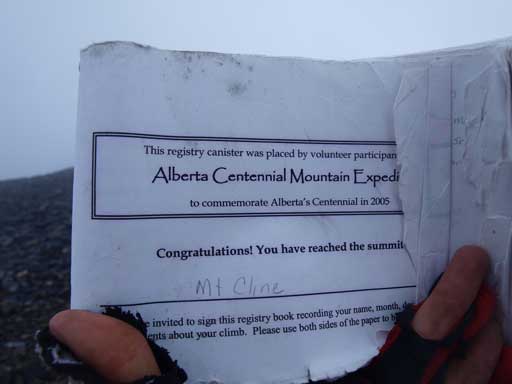 This registry canister was placed by volunteer participan
Alberta Centennial Mountain Expedi
to commemorate Alberta's Centennial in 2005
Congratulations! You have reached the summit
Mt Cline
e invited to sign this registry book recording your name, month, da
ents about your climb. Please use both sides of the paper to